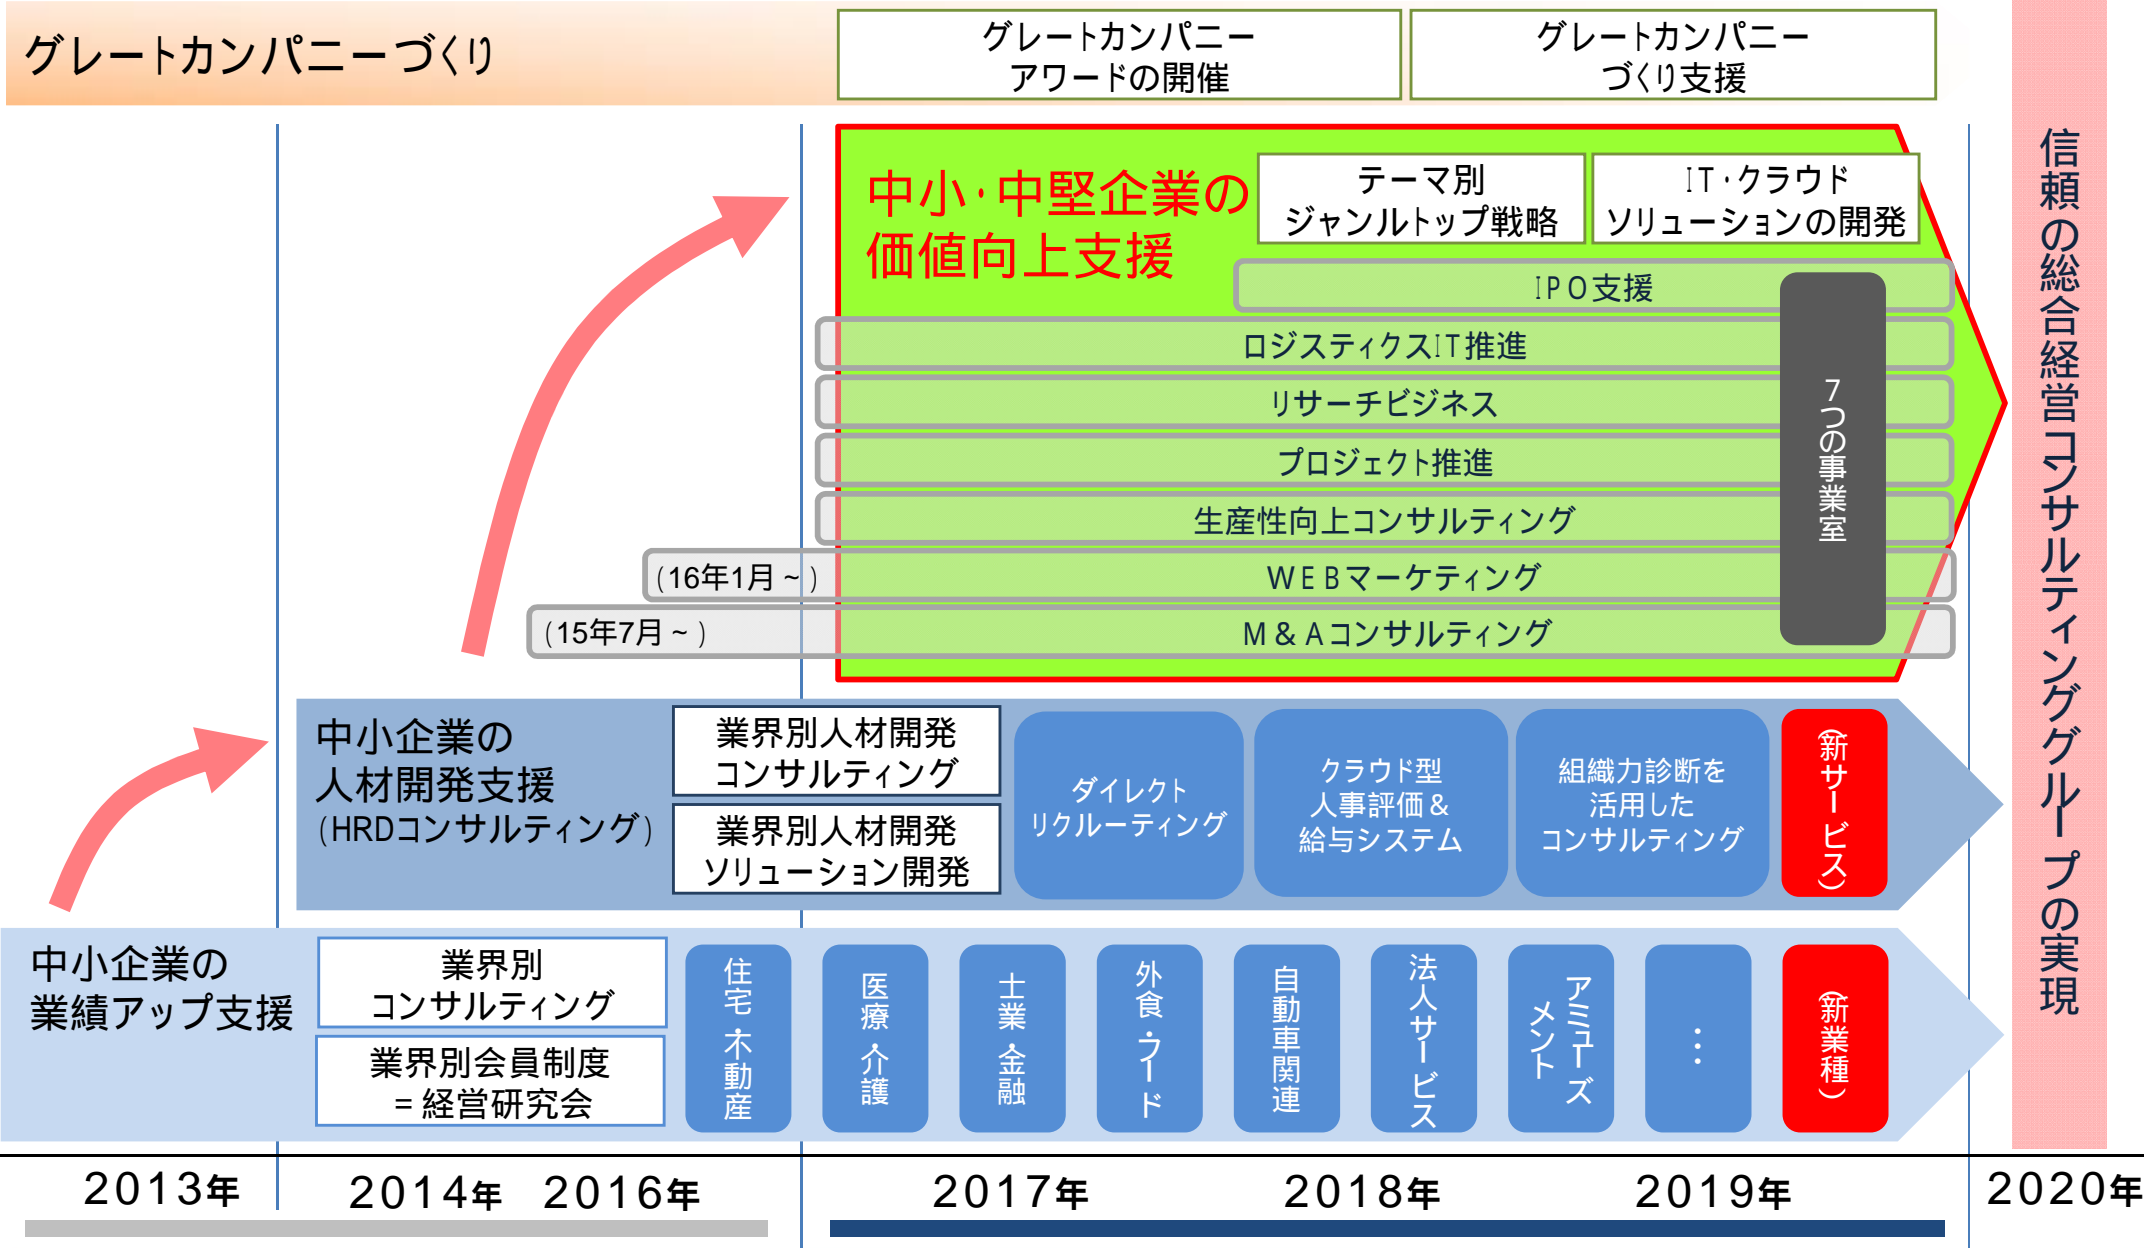 グレートカンパニーづくり
グレートカンパニー
アワードの開催
グレートカンパニー
づくり支援
中小・中堅企業の
価値向上支援
テーマ別
ジャンルトップ戦略
IT・クラウド
ソリューションの開発
IPO支援
ロジスティクスIT推進
リサーチビジネス
プロジェクト推進
生産性向上コンサルティング
(16年1月~)
WEBマーケティング
(15年7月~)
M&Aコンサルティング
7つの事業室
中小企業の
人材開発支援
(HRDコンサルティング)
業界別人材開発
コンサルティング
業界別人材開発
ソリューション開発
ダイレクト
リクルーティング
クラウド型
人事評価&
給与システム
組織力診断を
活用した
コンサルティング
(新サービス)
中小企業の
業績アップ支援
業界別
コンサルティング
業界別会員制度
=経営研究会
住宅・不動産
医療・介護
士業・金融
外食・フード
自動車関連
法人サービス
アミューズ
メント
…
(新業種)
信頼の総合経営コンサルティンググループの実現
2013年
2014年
2016年
2017年
2018年
2019年
2020年